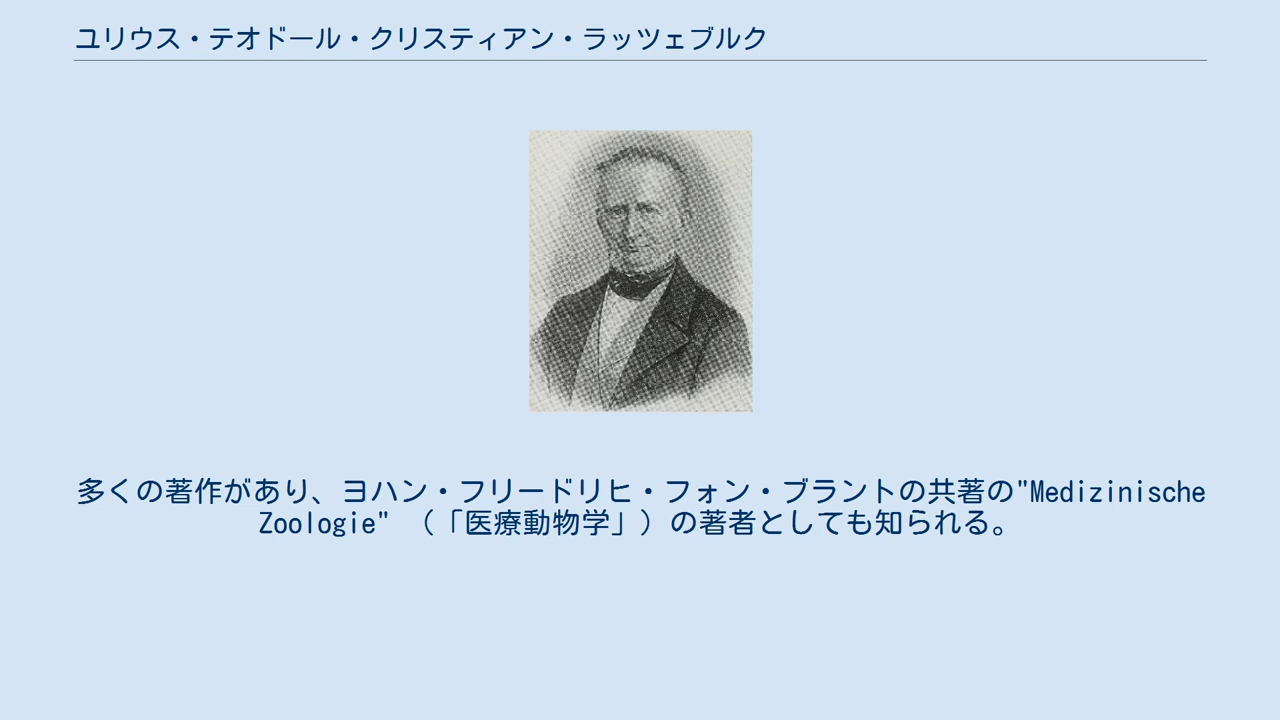 ユリウス・テオドール・クリスティアン・ラッツェブルク
多くの著作があり、ヨハン・フリードリヒ・フォン・ブラントの共著の"Medizinische
Zoologie" （「医療動物学」）の著者としても知られる。